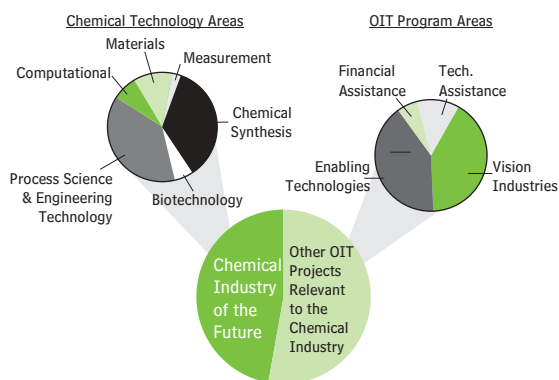 Chemical Technology Areas
Materials
Measurement
Computational
Chemical
Synthesis
Process Science
& Engineering
Technology
Biotechnology
OIT Program Areas
Financial
Assistance
Tech.
Assistance
Enabling
Technologies
Vision
Industries
Chemical
Industry
of the
Future
Other OIT
Projects
Relevant
to the
Chemical
Industry